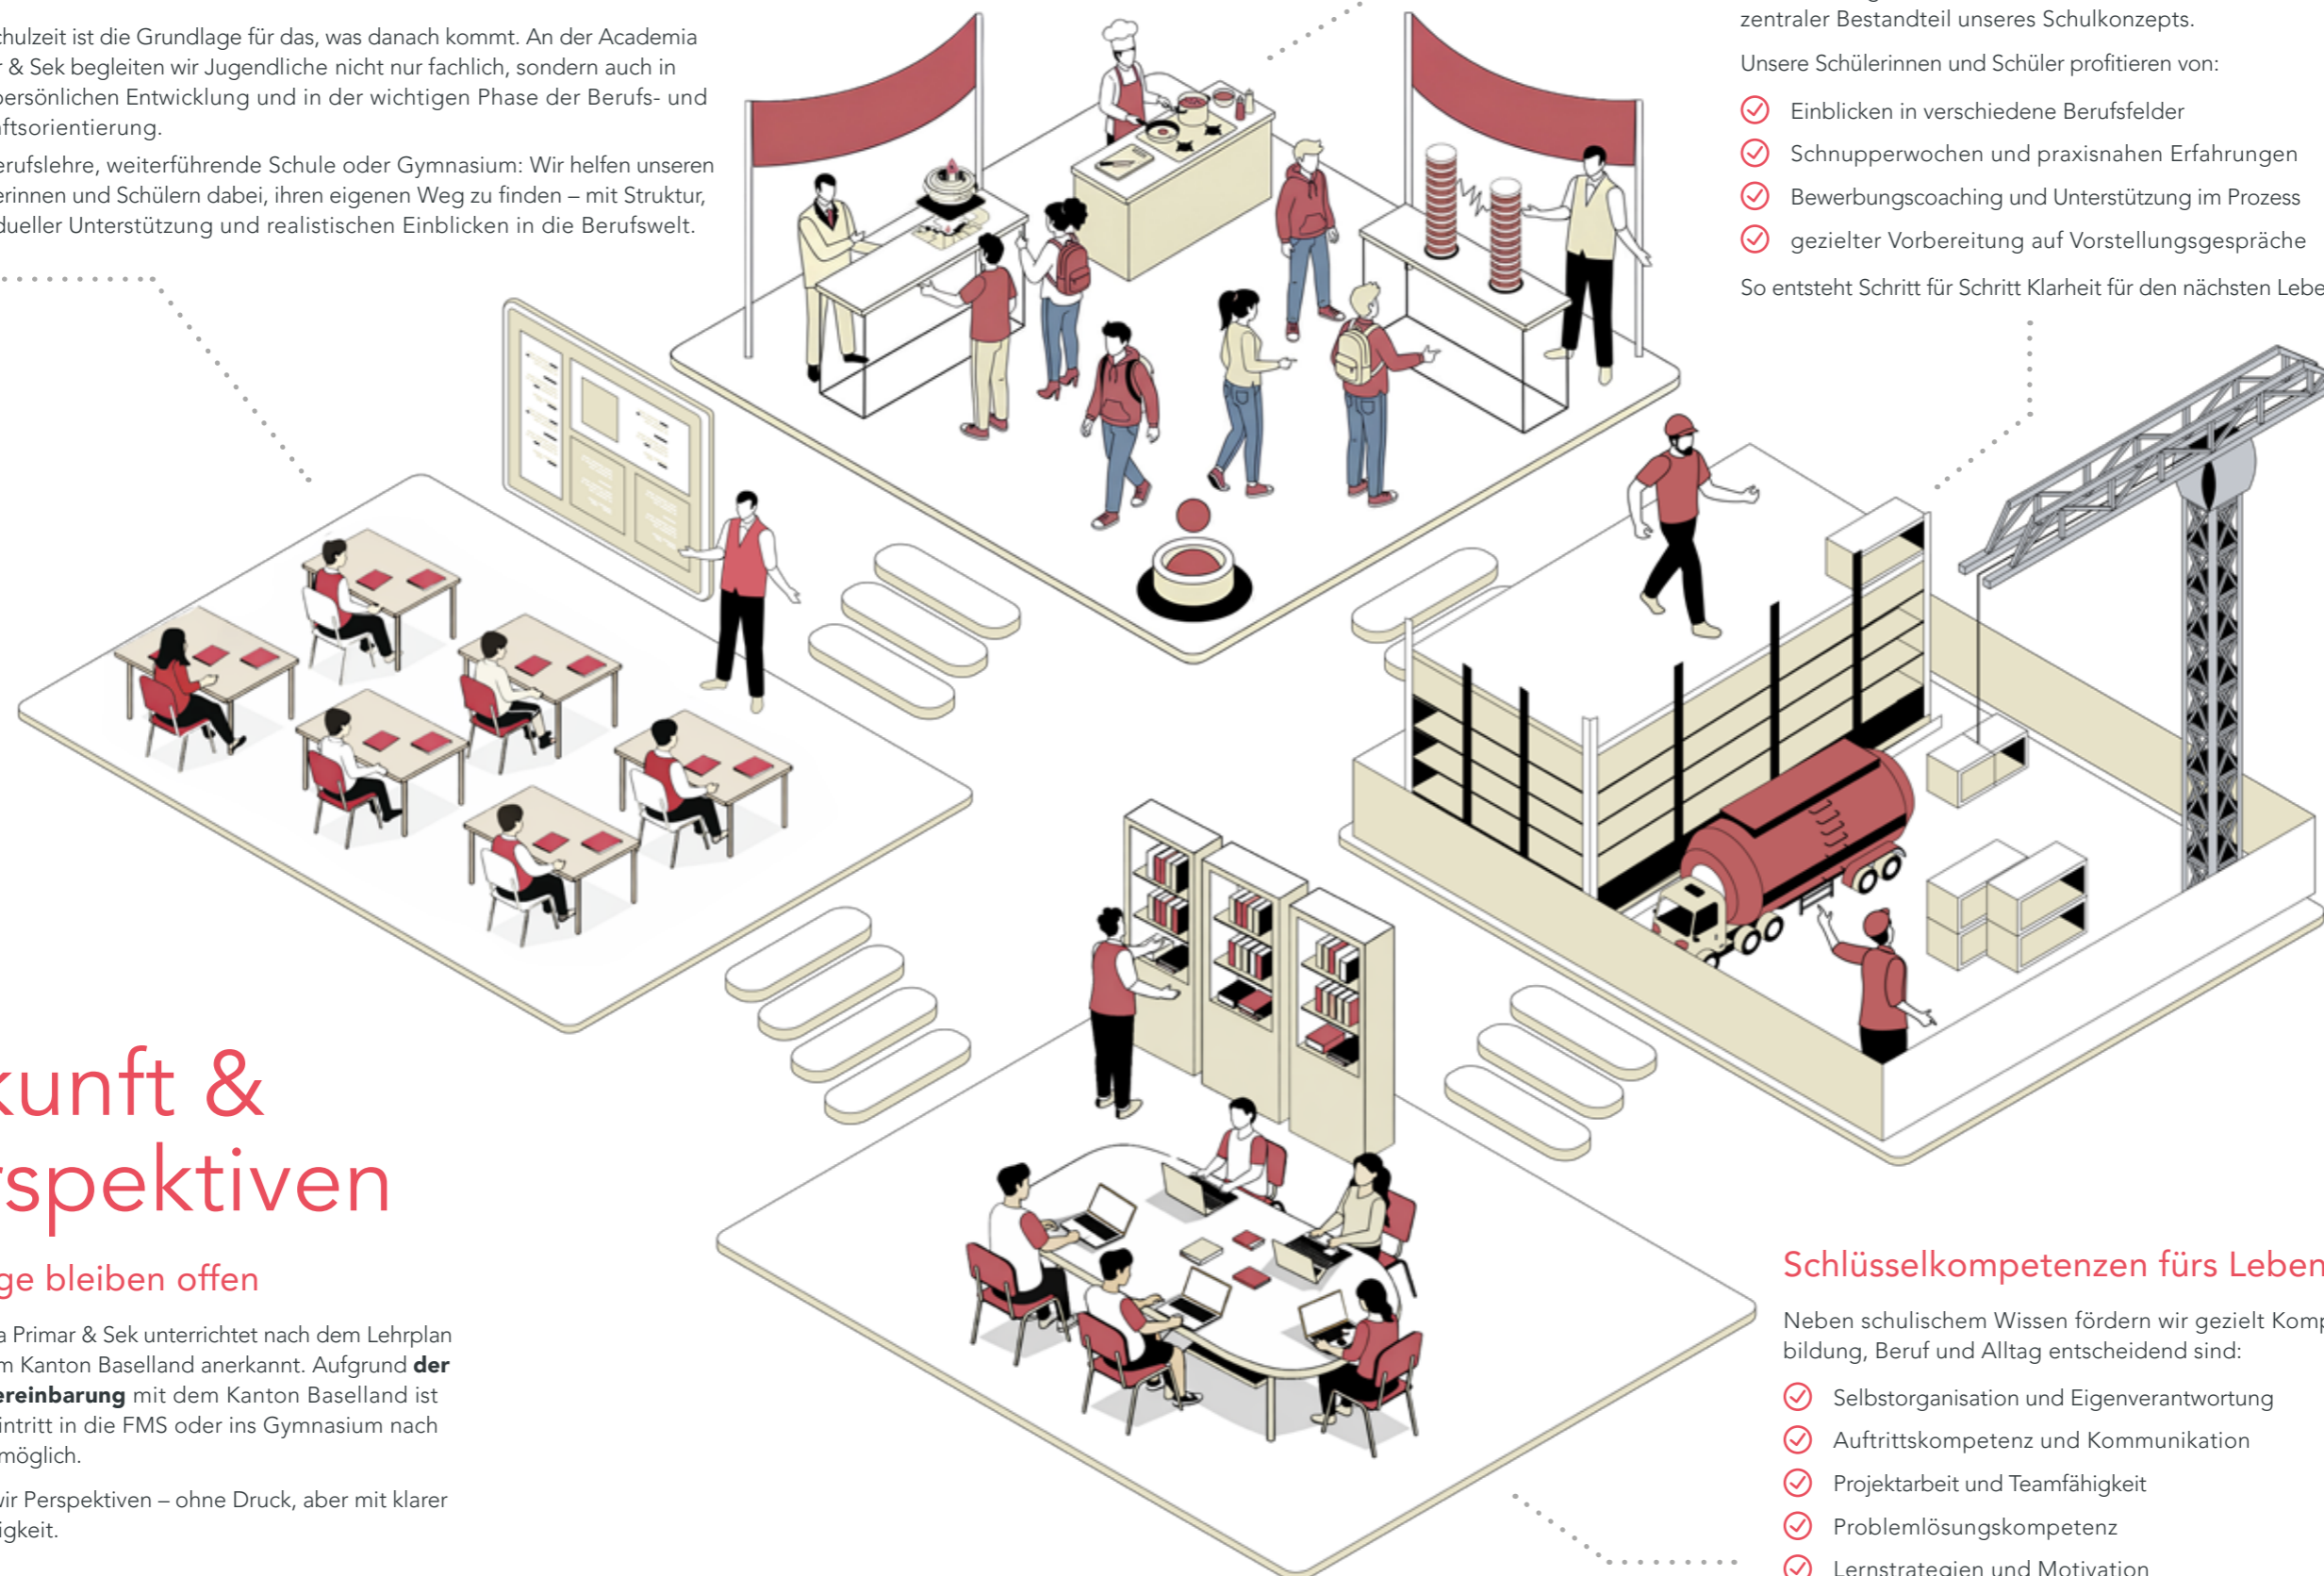 chulzeit ist die Grundlage für das, was danach kommt. An der Academia
r & Sek begleiten wir Jugendliche nicht nur fachlich, sondern auch in
persönlichen Entwicklung und in der wichtigen Phase der Berufs- und
ftsorientierung.
erufslehre, weiterführende Schule oder Gymnasium: Wir helfen unseren
erinnen und Schülern dabei, ihren eigenen Weg zu finden – mit Struktur,
dueller Unterstützung und realistischen Einblicken in die Berufswelt.
zentraler Bestandteil unseres Schulkonzepts.
Unsere Schülerinnen und Schüler profitieren von:
Einblicken in verschiedene Berufsfelder
Schnupperwochen und praxisnahen Erfahrungen
Bewerbungscoaching und Unterstützung im Prozess
gezielter Vorbereitung auf Vorstellungsgespräche
So entsteht Schritt für Schritt Klarheit für den nächsten Lebe
kunft &
rspektiven
ge bleiben offen
a Primar & Sek unterrichtet nach dem Lehrplan
m Kanton Baselland anerkannt. Aufgrund der
ereinbarung mit dem Kanton Baselland ist
intritt in die FMS oder ins Gymnasium nach
möglich.
wir Perspektiven – ohne Druck, aber mit klarer
igkeit.
Schlüsselkompetenzen fürs Leben
Neben schulischem Wissen fördern wir gezielt Komp
bildung, Beruf und Alltag entscheidend sind:
Selbstorganisation und Eigenverantwortung
Auftrittskompetenz und Kommunikation
Projektarbeit und Teamfähigkeit
Problemlösungskompetenz
Lernstrategien und Motivation